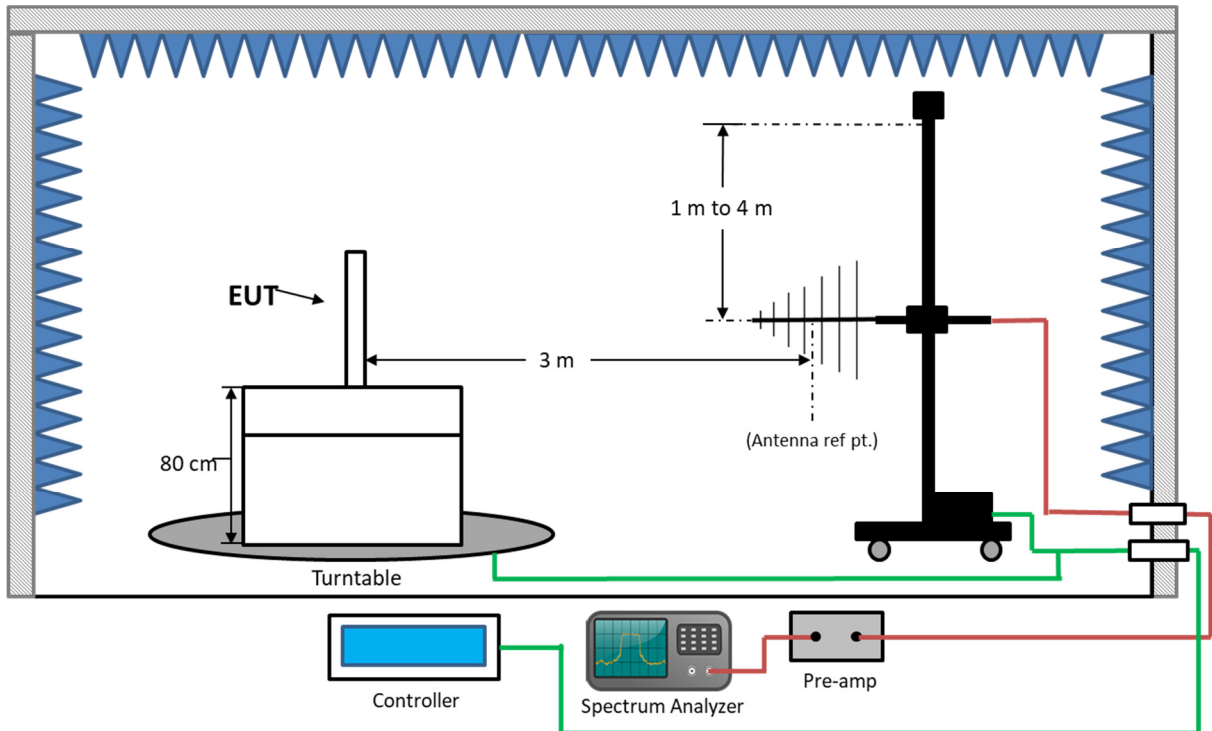 1 m to 4 m
EUT
3 m
(Antenna ref pt.)
80 cm
Turntable
Controller
Spectrum Analyzer
Pre-amp